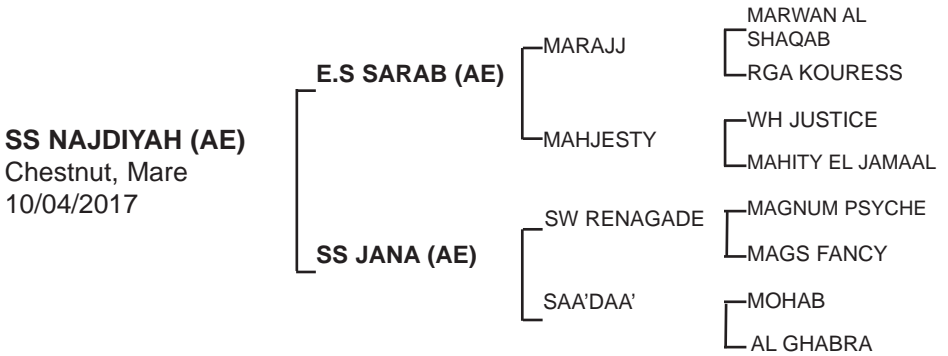 SS NAJDIYAH (AE)
Chestnut, Mare
10/04/2017
E.S SARAB (AE)
SS JANA (AE)
MARAJJ
MAHJESTY
SW RENAGADE
SAA'DAA'
MARWAN AL
SHAQAB
RGA KOURESS
WH JUSTICE
MAHITY EL JAMAAL
MAGNUM PSYCHE
MAGS FANCY
MOHAB
AL GHABRA